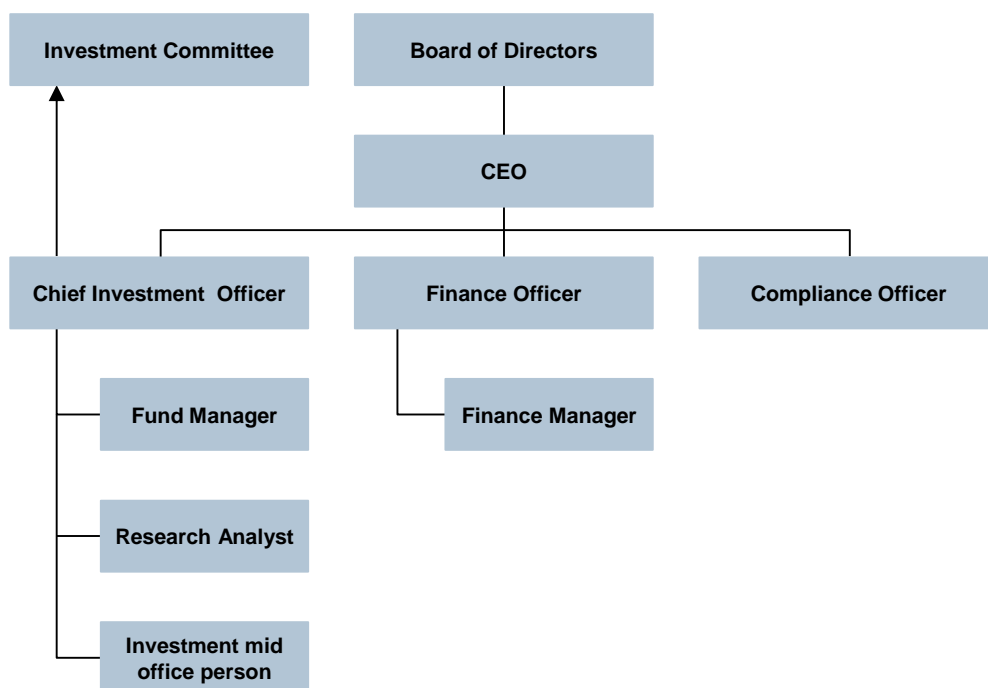 Investment Committee
Board of Directors
CEO
Chief Investment Officer
Finance Officer
Compliance Officer
Fund Manager
Finance Manager
Research Analyst
Investment mid
office person